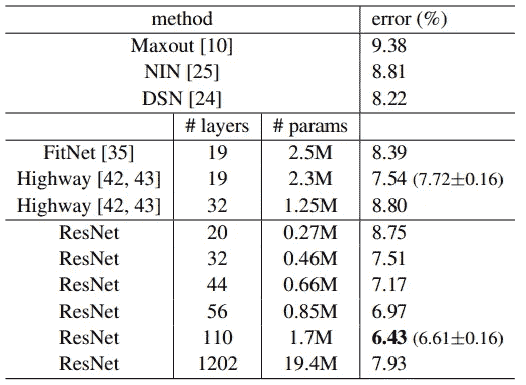 method error (%)
Maxout [10] 9.38
NIN [25] 8.81
DSN [24] 8.22
# layers # params
FitNet [35] 19 2.5M 8.39
Highway [42, 43] 19 2.3M 7.54 (7.72±0.16)
Highway [42, 43] 32 1.25M 8.80
ResNet 20 0.27M 8.75
ResNet 32 0.46M 7.51
ResNet 44 0.66M 7.17
ResNet 56 0.85M 6.97
ResNet 110 1.7M 6.43 (6.61±0.16)
ResNet 1202 19.4M 7.93